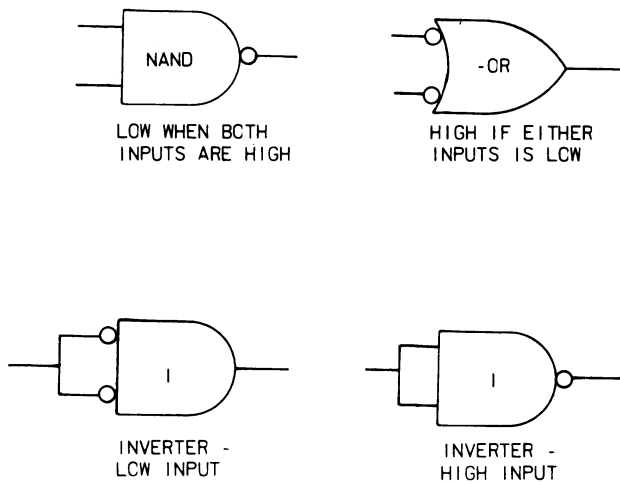 NAND
-OR
LOW WHEN BCTH
INPUTS ARE HIGH
HIGH IF EITHER
INPUTS IS LCW
I
I
INVERTER -
LCW INPUT
INVERTER -
HIGH INPUT